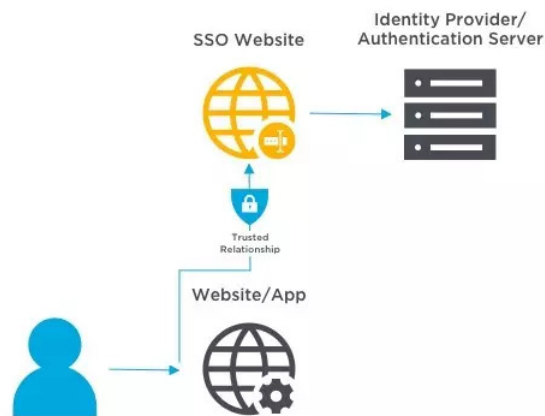 Identity Provider/
Authentication Server
SSO Website
Trusted
Relationship
Website/App